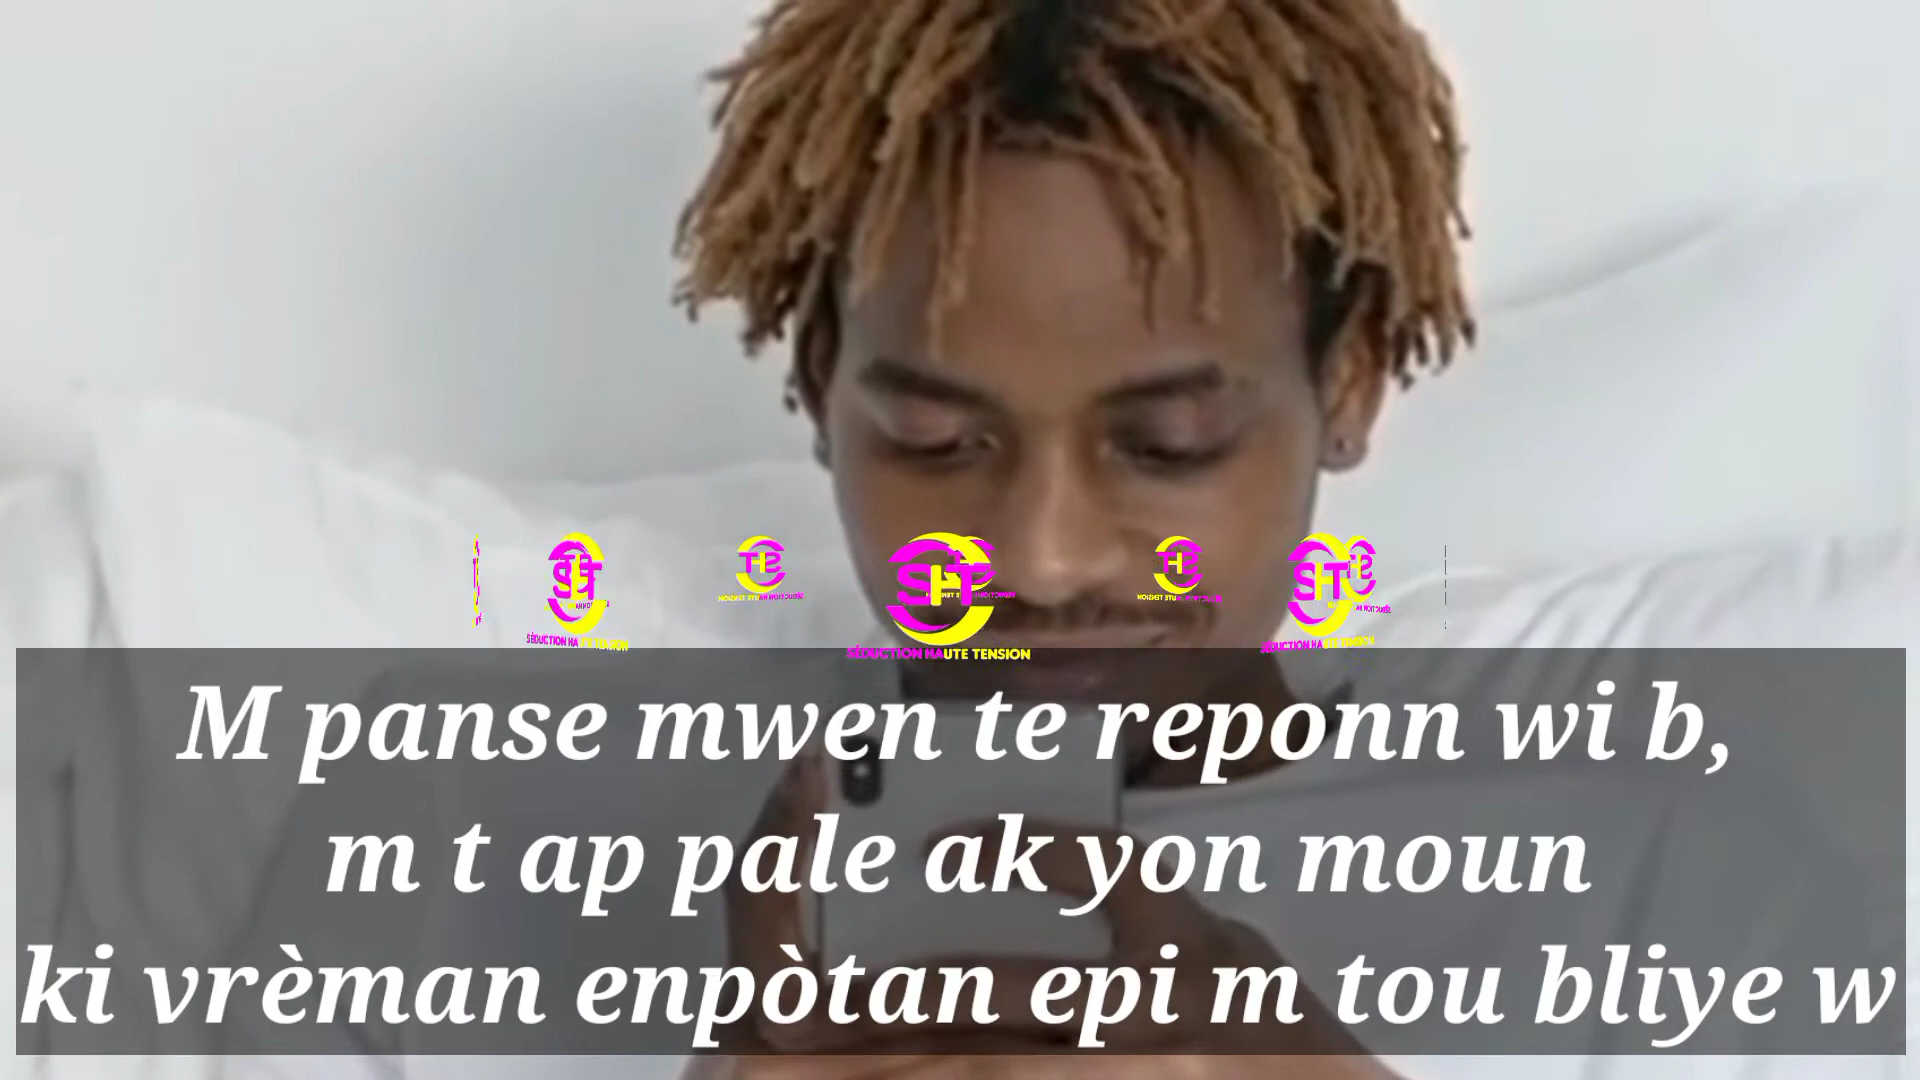 SHT
SÉDUCTION HAUTE TENSION
M panse mwen te reponn wi b,
m t ap pale ak yon moun
ki vrèman enpòtan epi m tou bliye w